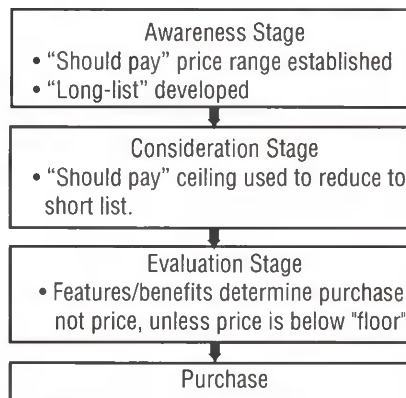 Awareness Stage
• “Should pay” price range established
• “Long-list” developed
Consideration Stage
• “Should pay” ceiling used to reduce to
short list.
Evaluation Stage
• Features/benefits determine purchase
not price, unless price is below "floor"
Purchase